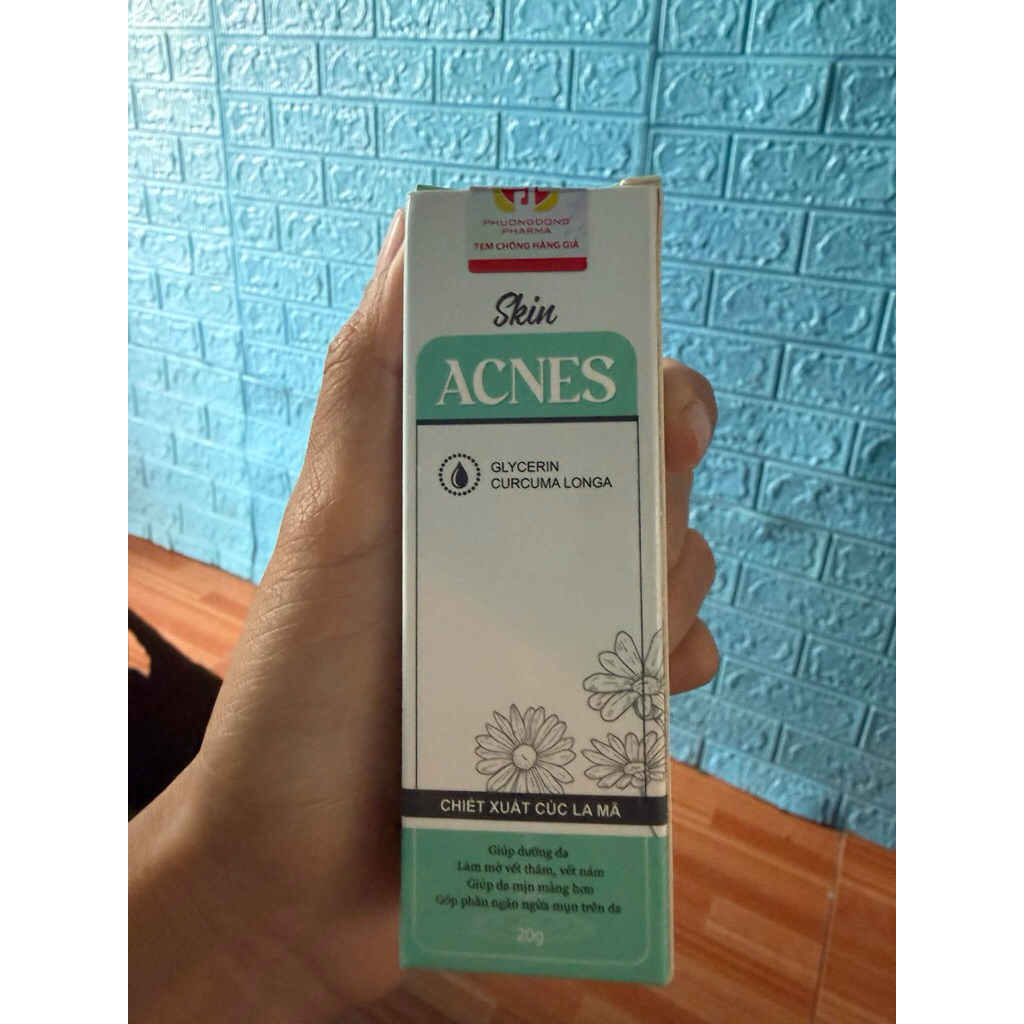 PHUONGDONG
PHARMA
TEM CHỐNG HÀNG GIẢ
Skin
ACNES
GLYCERIN
CURCUMA LONGA
CHIẾT XUẤT CÚC LA MÃ
Giúp dưỡng da
Làm mờ vết thâm, vết nám
Giúp da mịn màng hơn
Góp phần ngăn ngừa mụn trên da
20g